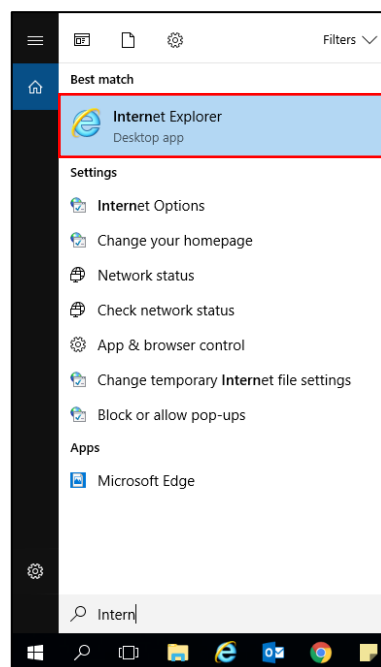 Filters
Best match
Internet Explorer
Desktop app
Settings
Internet Options
Change your homepage
Network status
Check network status
App & browser control
Change temporary Internet file settings
Block or allow pop-ups
Apps
Microsoft Edge
Intern